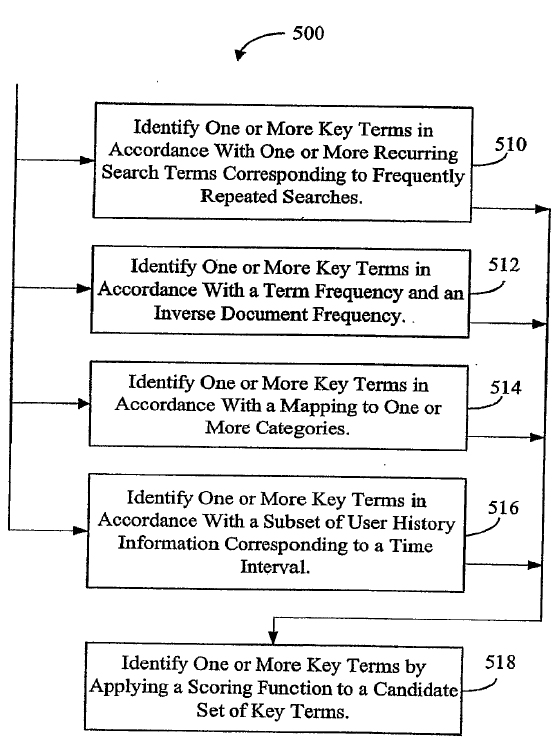 500
Identify One or More Key Terms in
Accordance With One or More Recurring
Search Terms Corresponding to Frequently
Repeated Searches.
510
Identify One or More Key Terms in
Accordance With a Term Frequency and an
Inverse Document Frequency.
512
Identify One or More Key Terms in
Accordance With a Mapping to One or
More Categories.
514
Identify One or More Key Terms in
Accordance With a Subset of User History
Information Corresponding to a Time
Interval.
516
Identify One or More Key Terms by
Applying a Scoring Function to a Candidate
Set of Key Terms.
518